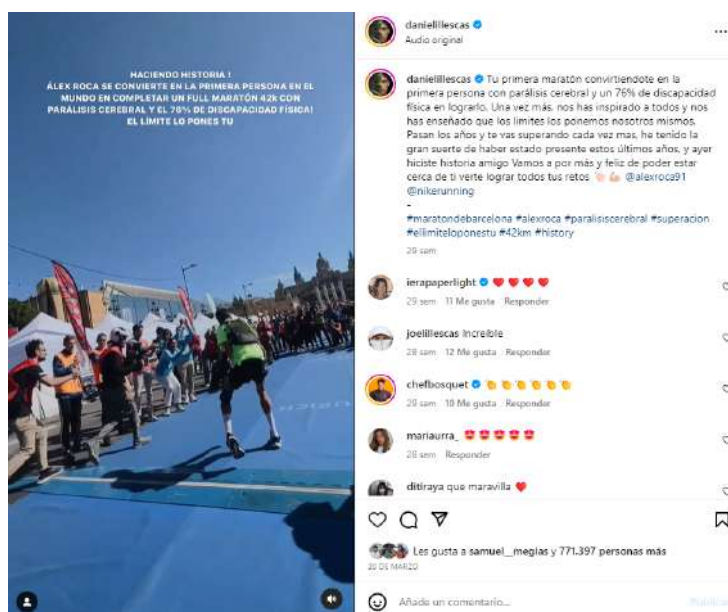 HACIENDO HISTORIA !
ÁLEX ROCA SE CONVIERTE EN LA PRIMERA PERSONA EN EL
MUNDO EN COMPLETAR UN FULL MARATÓN 42k CON
PARÁLISIS CEREBRAL Y EL 76% DE DISCAPACIDAD FÍSICA!
EL LÍMITE LO PONES TU
danielillescas
Audio original
danielillescas Tu primera maratón convirtiendote en la
primera persona con parálisis cerebral y un 76% de discapacidad
física en lograrlo. Una vez más, nos has inspirado a todos y nos
has enseñado que los limites los ponemos nosotros mismos.
Pasan los años y te vas superando cada vez mas, he tenido la
gran suerte de haber estado presente estos últimos años, y ayer
hiciste historia amigo Vamos a por más y feliz de poder estar
cerca de ti verte lograr todos tus retos 👏🏻 💪🏻 @alexroca91
@nikerunning
-
#maratondebarcelona #alexroca #paralisiscerebral #superacion
#ellimiteloponestu #42km #history
29 sem
ierapaperlight ❤️ ❤️ ❤️ ❤️
29 sem 11 Me gusta Responder
joelillescas Increíble
28 sem 12 Me gusta Responder
chefbosquet 👏 👏 👏 👏 👏 👏
29 sem 10 Me gusta Responder
mariaurra_ 😍 😍 😍 😍 😍
28 sem Responder
ditiraya que maravilla ❤️
Les gusta a samuel__megias y 771.397 personas más
20 DE MARZO
Añade un comentario...
Publicar